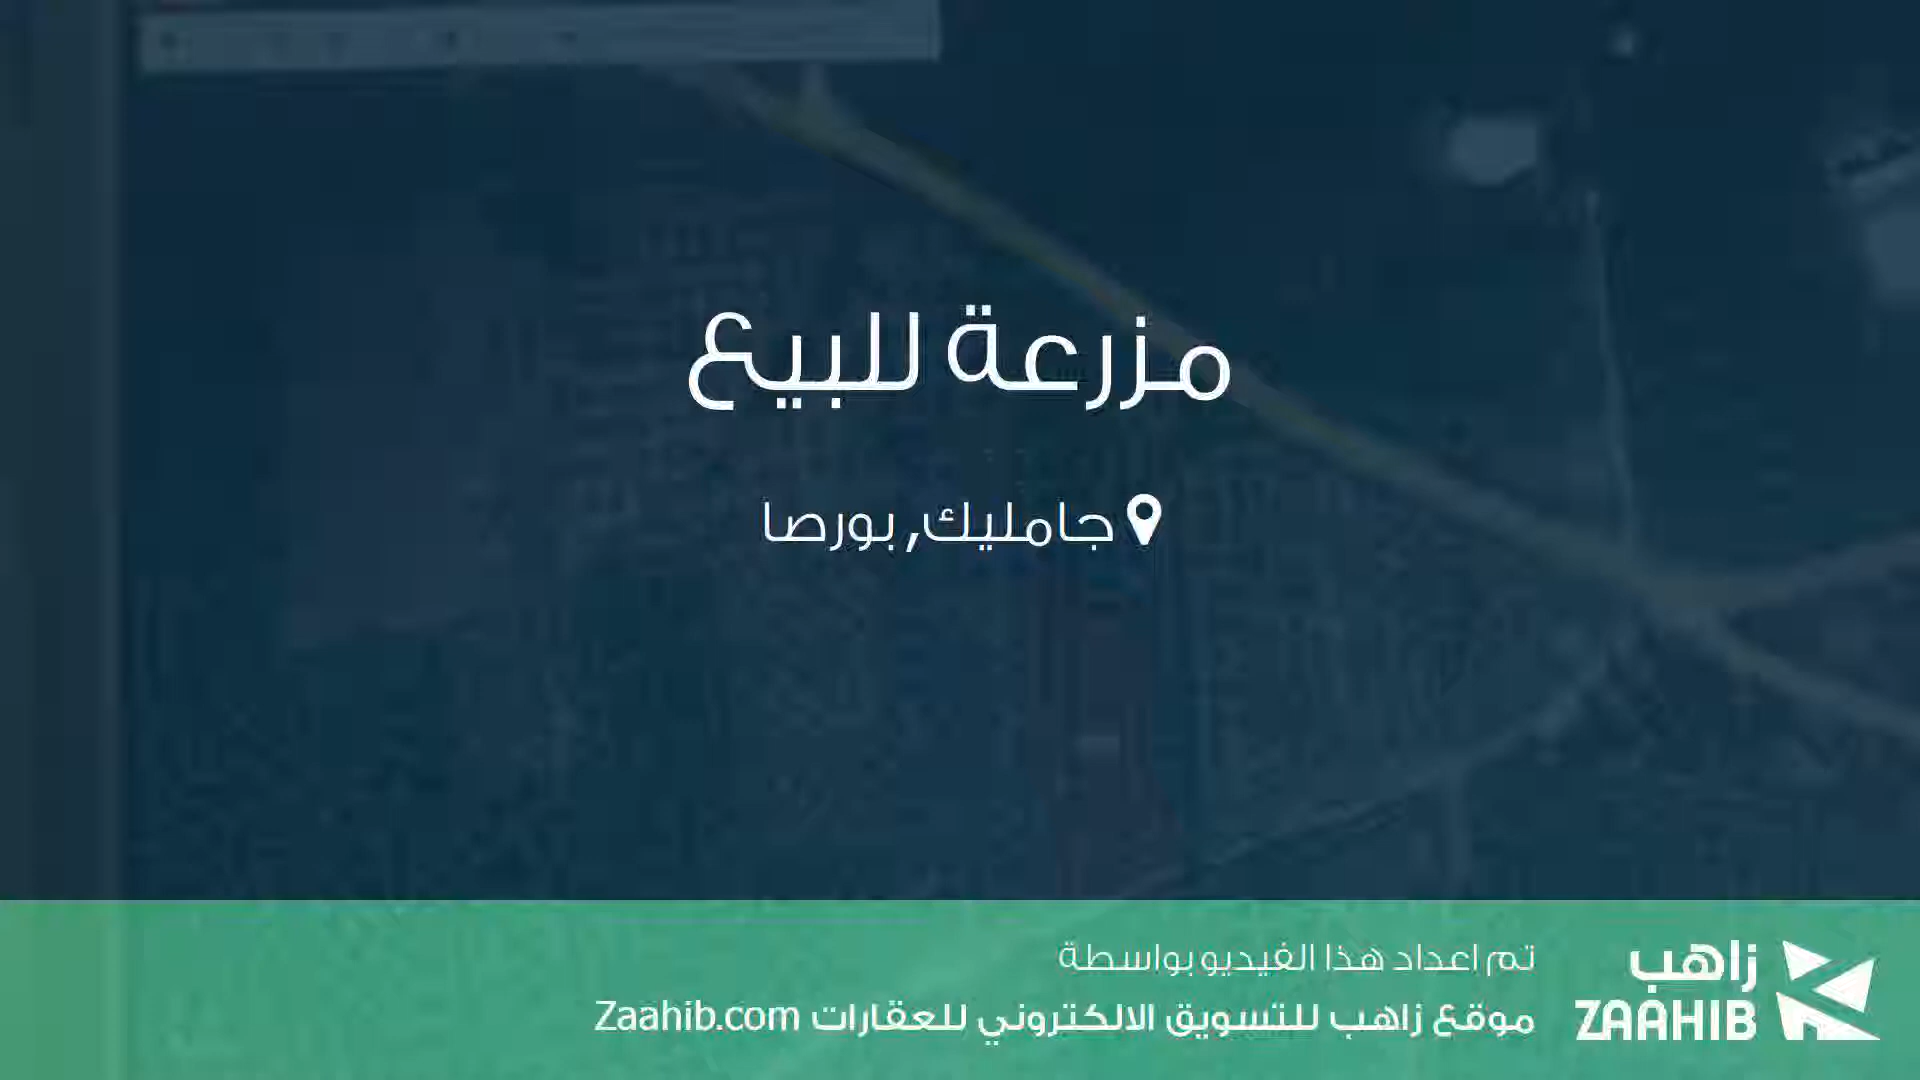 مزرعة للبيع
جامليك, بورصا
تم اعداد هذا الفيديو بواسطة
موقع زاهب للتسويق الالكتروني للعقارات Zaahib.com
زاهب
ZAAHIB